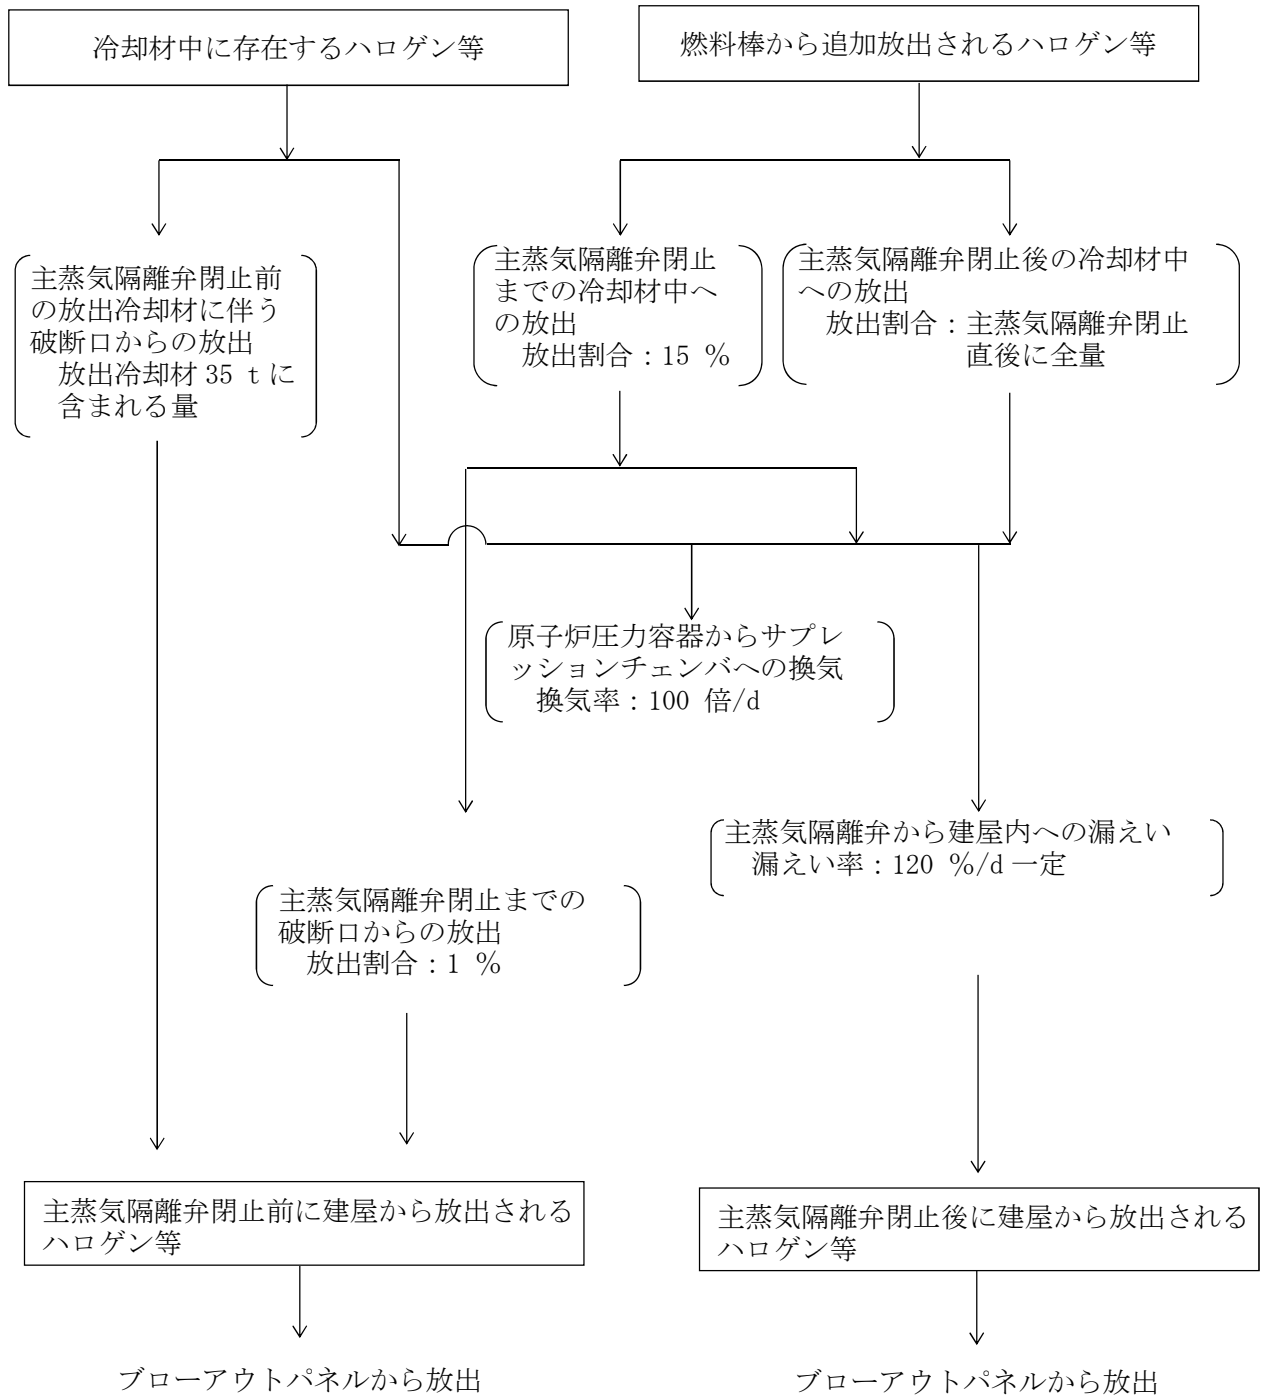 冷却材中に存在するハロゲン等
燃料棒から追加放出されるハロゲン等
主蒸気隔離弁閉止前
の放出冷却材に伴う
破断口からの放出
放出冷却材 35 t に
含まれる量
主蒸気隔離弁閉止
までの冷却材中へ
の放出
放出割合：15 %
主蒸気隔離弁閉止後の冷却材中
への放出
放出割合：主蒸気隔離弁閉止
直後に全量
原子炉圧力容器からサプレ
ッションチェンバへの換気
換気率：100 倍/d
主蒸気隔離弁から建屋内への漏えい
漏えい率：120 %/d 一定
主蒸気隔離弁閉止までの
破断口からの放出
放出割合：1 %
主蒸気隔離弁閉止前に建屋から放出される
ハロゲン等
主蒸気隔離弁閉止後に建屋から放出される
ハロゲン等
ブローアウトパネルから放出
ブローアウトパネルから放出